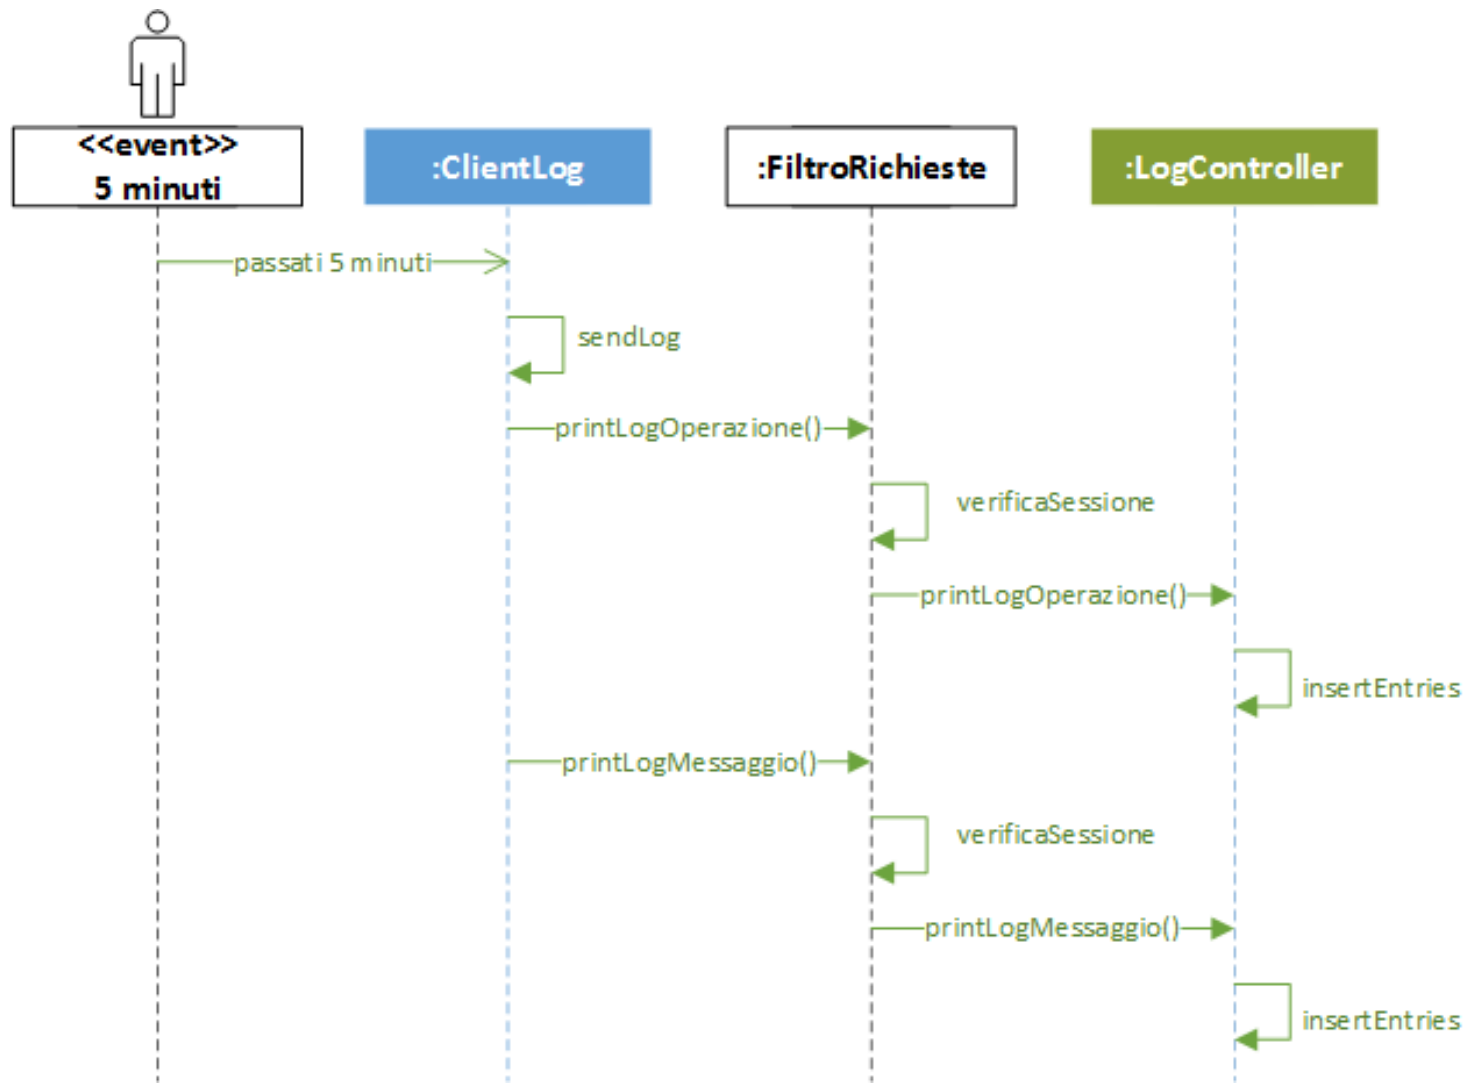 <<event>>
5 minuti
:ClientLog
:FiltroRichieste
:LogController
passati 5 minuti
sendLog
printLogOperazione()
verificaSessione
printLogOperazione()
insertEntries
printLogMessaggio()
verificaSessione
printLogMessaggio()
insertEntries